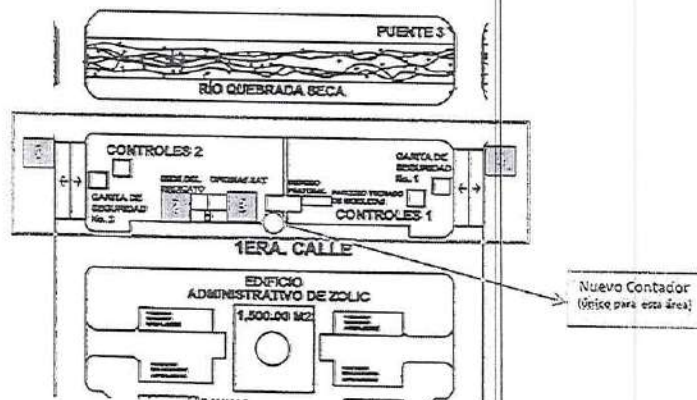 PUENTE 3
RÍO QUEBRADA SECA
CONTROLES 2
GARITA DE
SEGURIDAD
No. 1
SEDE DEL
OFICINAS SAT
GARITA DE
SEGURIDAD
No. 2
PARQUEO TECHADO
CONTROLES 1
1ERA. CALLE
EDIFICIO
ADMINISTRATIVO DE ZOLIC
1,500.00 M2
Nuevo Contador
(único para esta área)